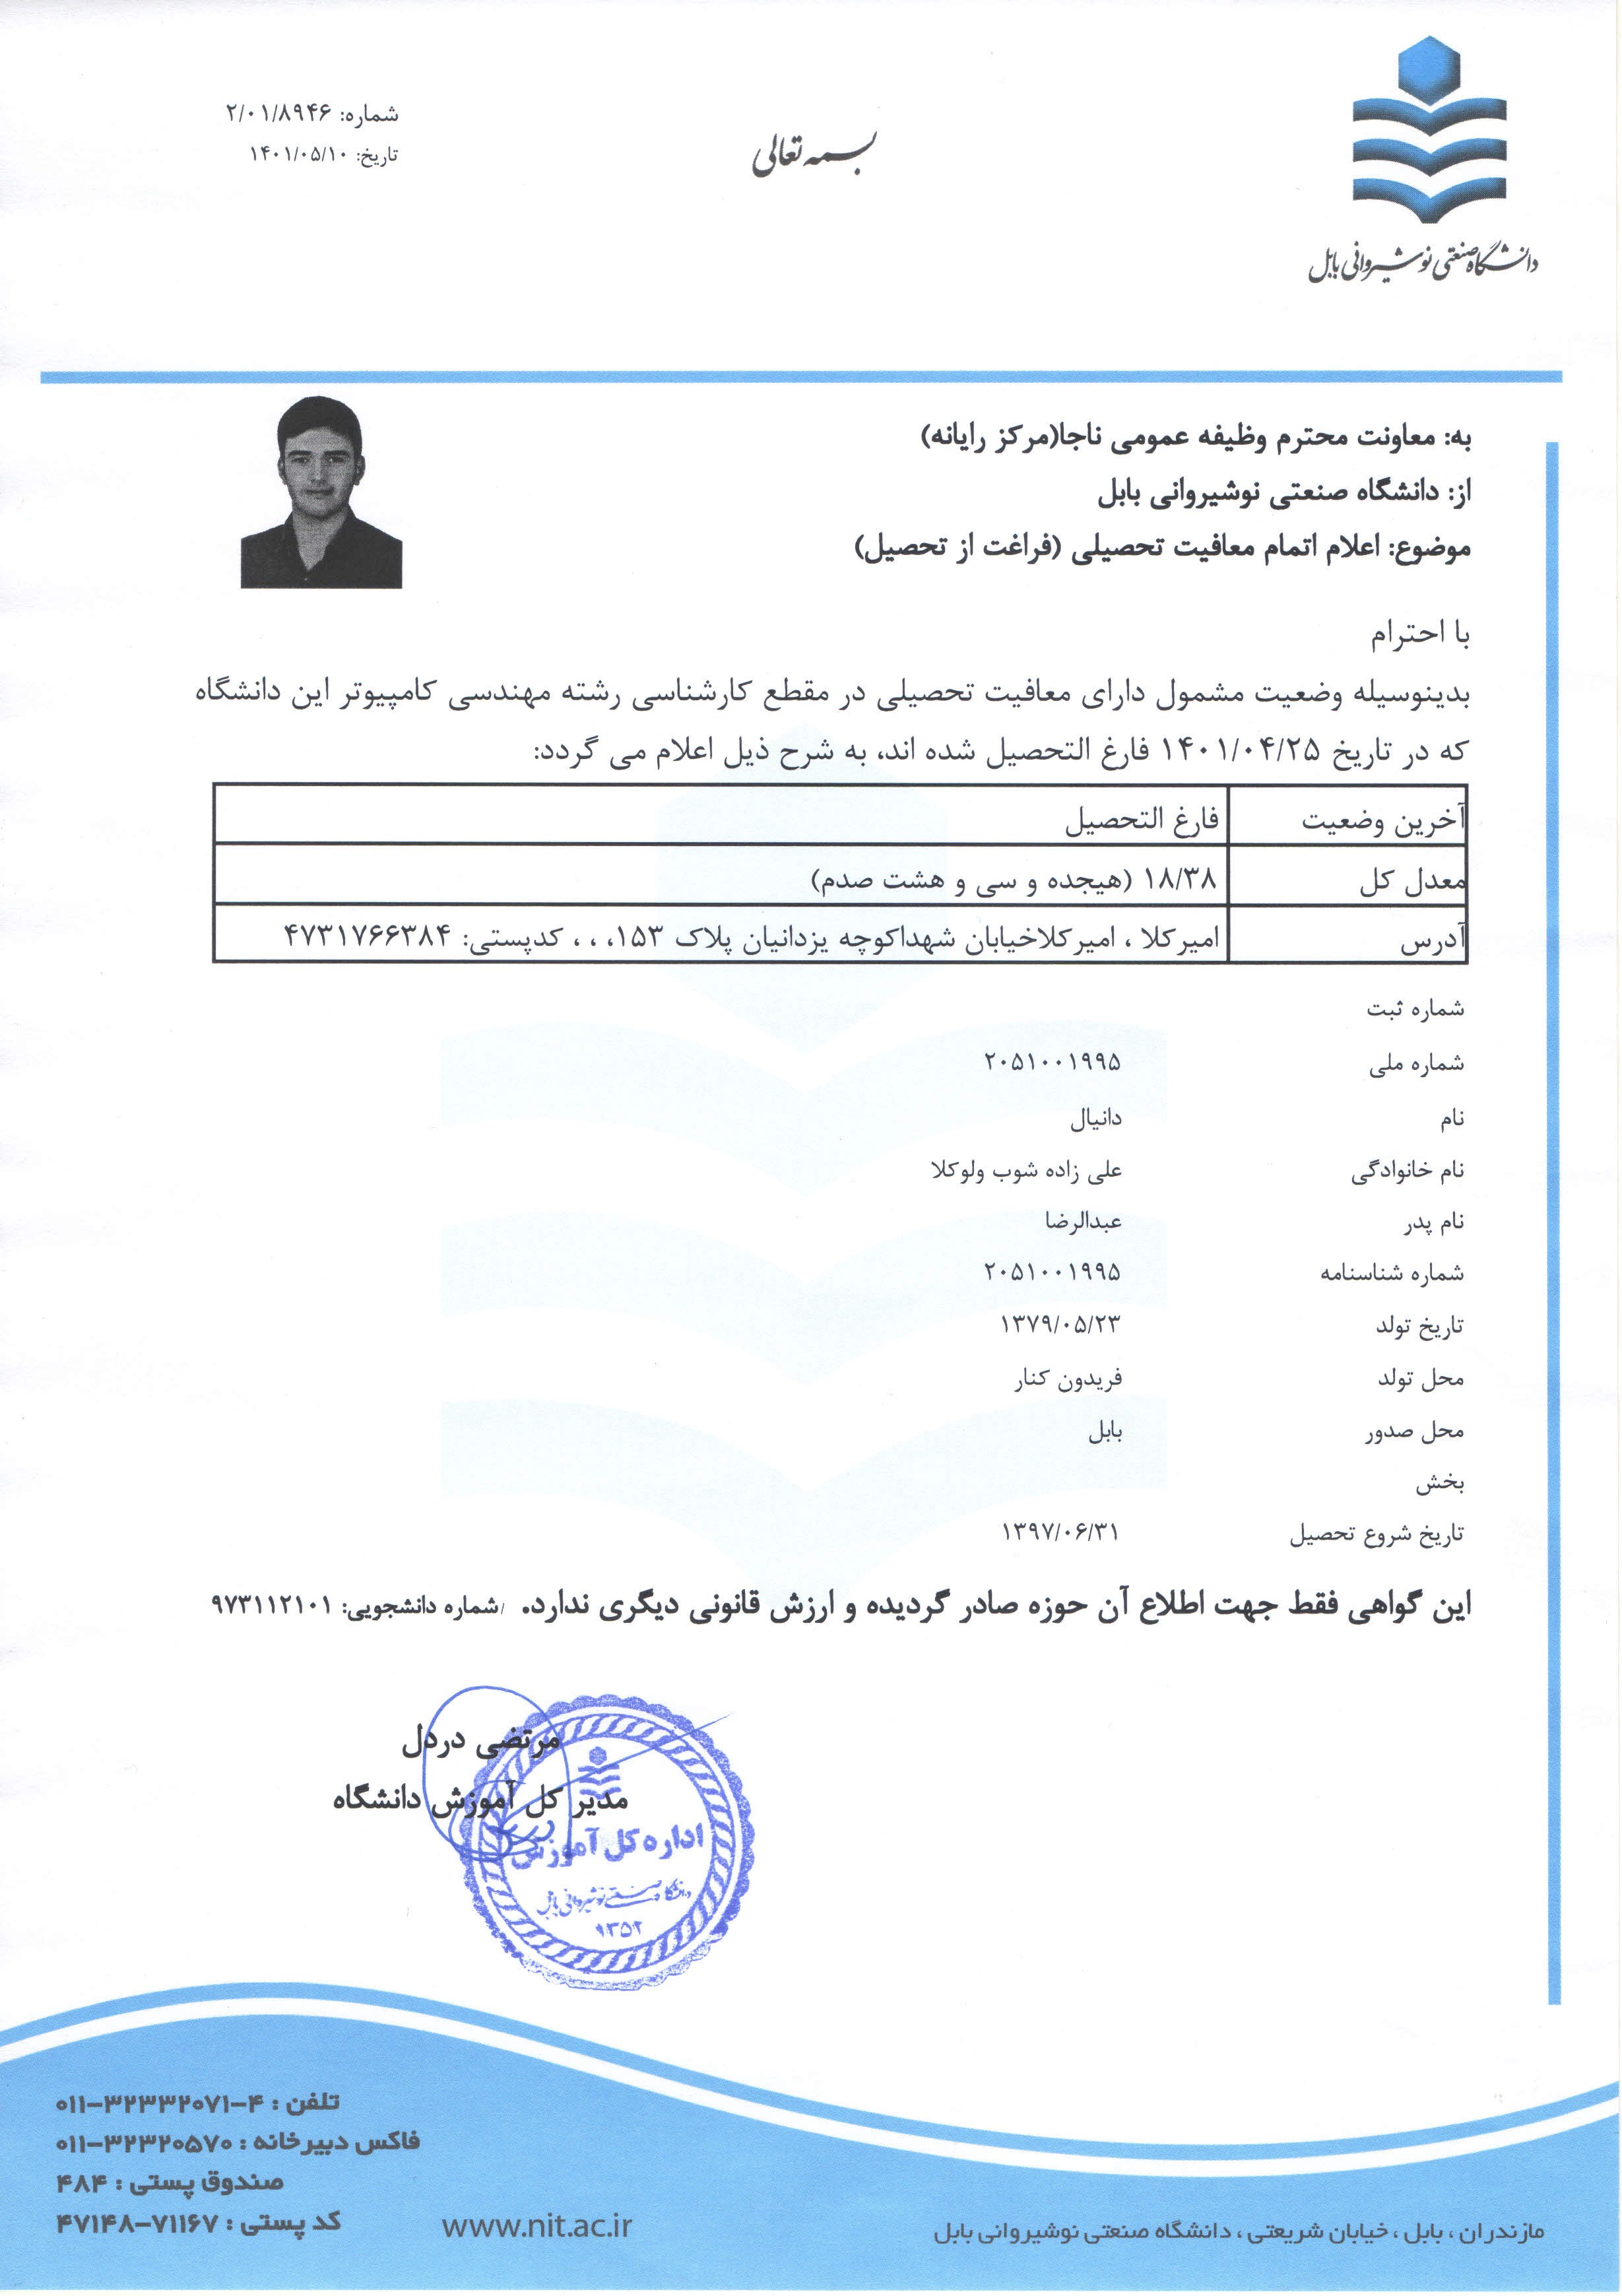 دانشگاه صنعتی نوشیروانی بابل
بسمه تعالی
شماره: ۲/۰۱/۸۹۴۶
تاریخ: ۱۴۰۱/۰۵/۱۰
به: معاونت محترم وظیفه عمومی ناجا(مرکز رایانه)
از: دانشگاه صنعتی نوشیروانی بابل
موضوع: اعلام اتمام معافیت تحصیلی (فراغت از تحصیل)
با احترام
بدینوسیله وضعیت مشمول دارای معافیت تحصیلی در مقطع کارشناسی رشته مهندسی کامپیوتر این دانشگاه
که در تاریخ ۱۴۰۱/۰۴/۲۵ فارغ التحصیل شده اند، به شرح ذیل اعلام می گردد:
آخرین وضعیت فارغ التحصیل
معدل کل ۱۸/۳۸ (هیجده و سی و هشت صدم)
آدرس امیرکلا ، امیرکلاخیابان شهداکوچه یزدانیان پلاک ۱۵۳، ، ، کدپستی: ۴۷۳۱۷۶۶۳۸۴
شماره ثبت
شماره ملی ۲۰۵۱۰۰۱۹۹۵
نام دانیال
نام خانوادگی علی زاده شوب ولوکلا
نام پدر عبدالرضا
شماره شناسنامه ۲۰۵۱۰۰۱۹۹۵
تاریخ تولد ۱۳۷۹/۰۵/۲۳
محل تولد فریدون کنار
محل صدور بابل
بخش
تاریخ شروع تحصیل ۱۳۹۷/۰۶/۳۱
این گواهی فقط جهت اطلاع آن حوزه صادر گردیده و ارزش قانونی دیگری ندارد. /شماره دانشجویی: ۹۷۳۱۱۲۱۰۱
مرتضی دردل
مدیر کل آموزش دانشگاه
اداره کل آموزش
دانشگاه صنعتی نوشیروانی بابل
۱۳۵۲
تلفن : ۴-۳۲۳۳۲۰۷۱-۰۱۱
فاکس دبیرخانه : ۳۲۳۲۰۵۷۰-۰۱۱
صندوق پستی : ۴۸۴
کد پستی : ۷۱۱۶۷-۴۷۱۴۸
www.nit.ac.ir
مازندران ، بابل ، خیابان شریعتی ، دانشگاه صنعتی نوشیروانی بابل